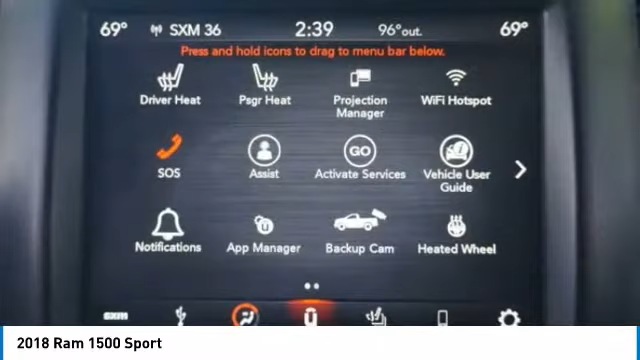 69° SXM 36 2:39 96°out. 69°
Press and hold icons to drag to menu bar below.
Driver Heat Psgr Heat Projection Manager WiFi Hotspot
SOS Assist GO Activate Services Vehicle User Guide
Notifications U App Manager Backup Cam Heated Wheel
SXM U
2018 Ram 1500 Sport